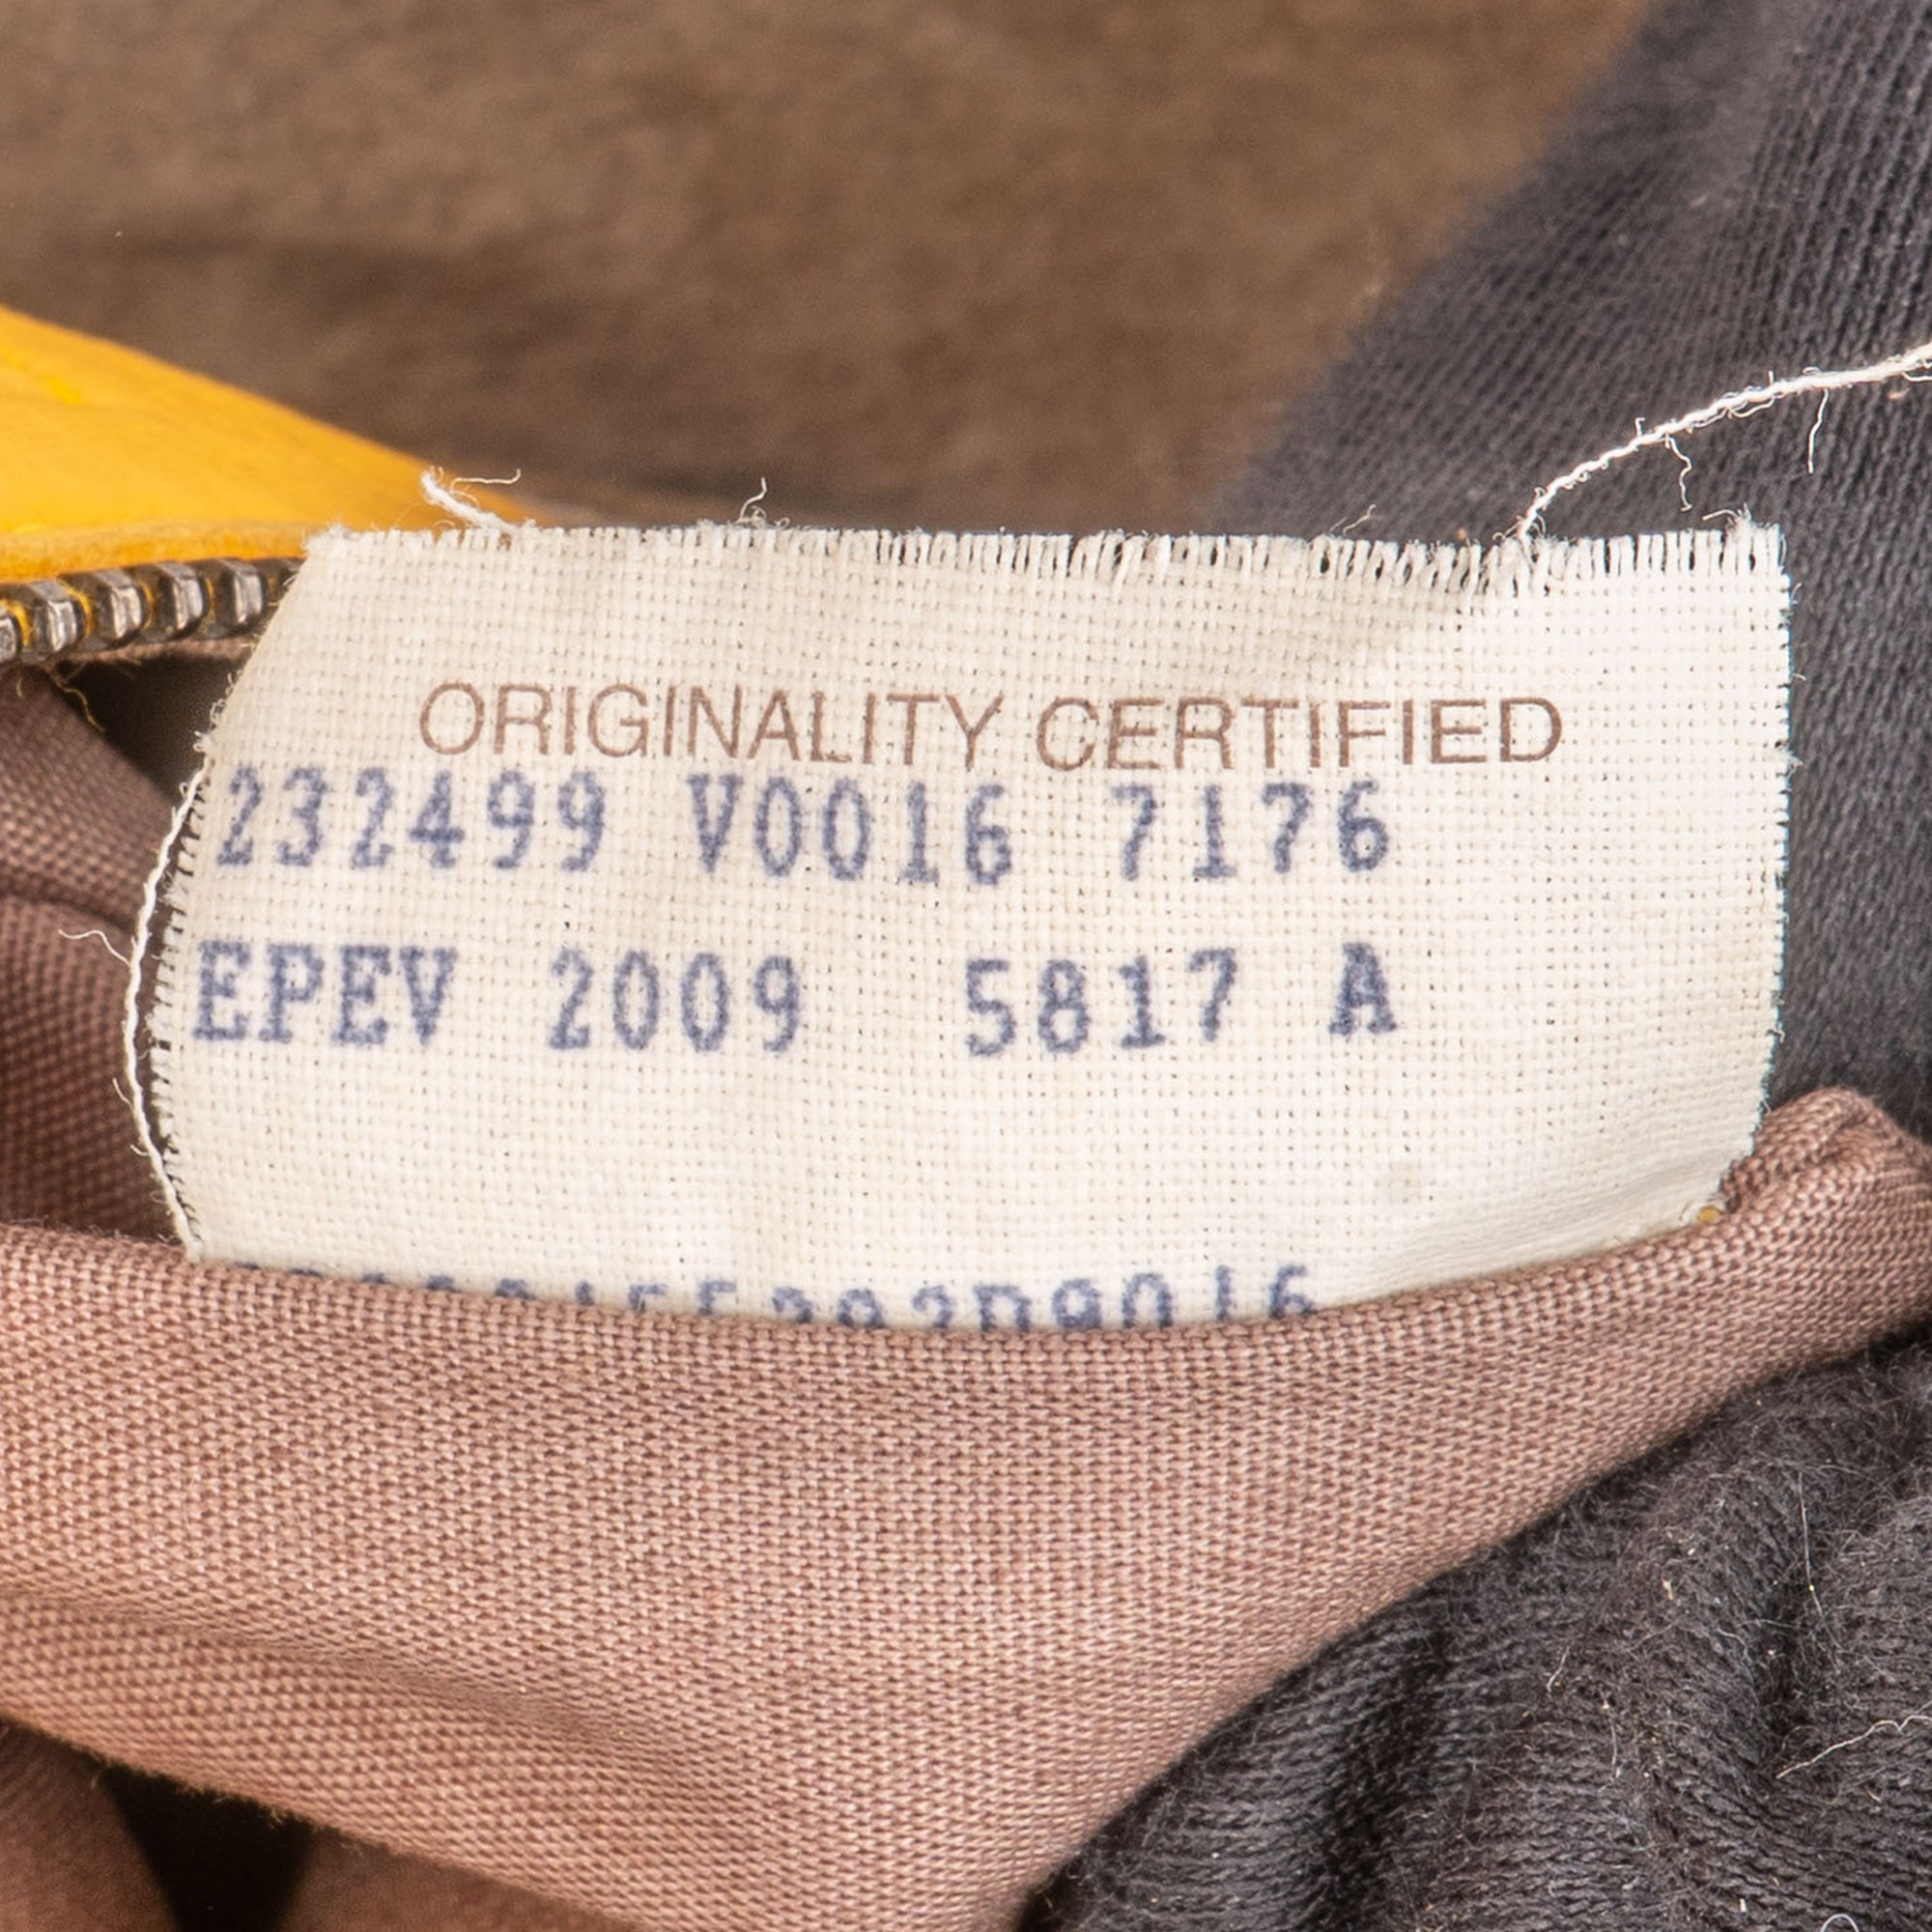 ORIGINALITY CERTIFIED
232499 V0016 7176
EPEV 2009 5817 A